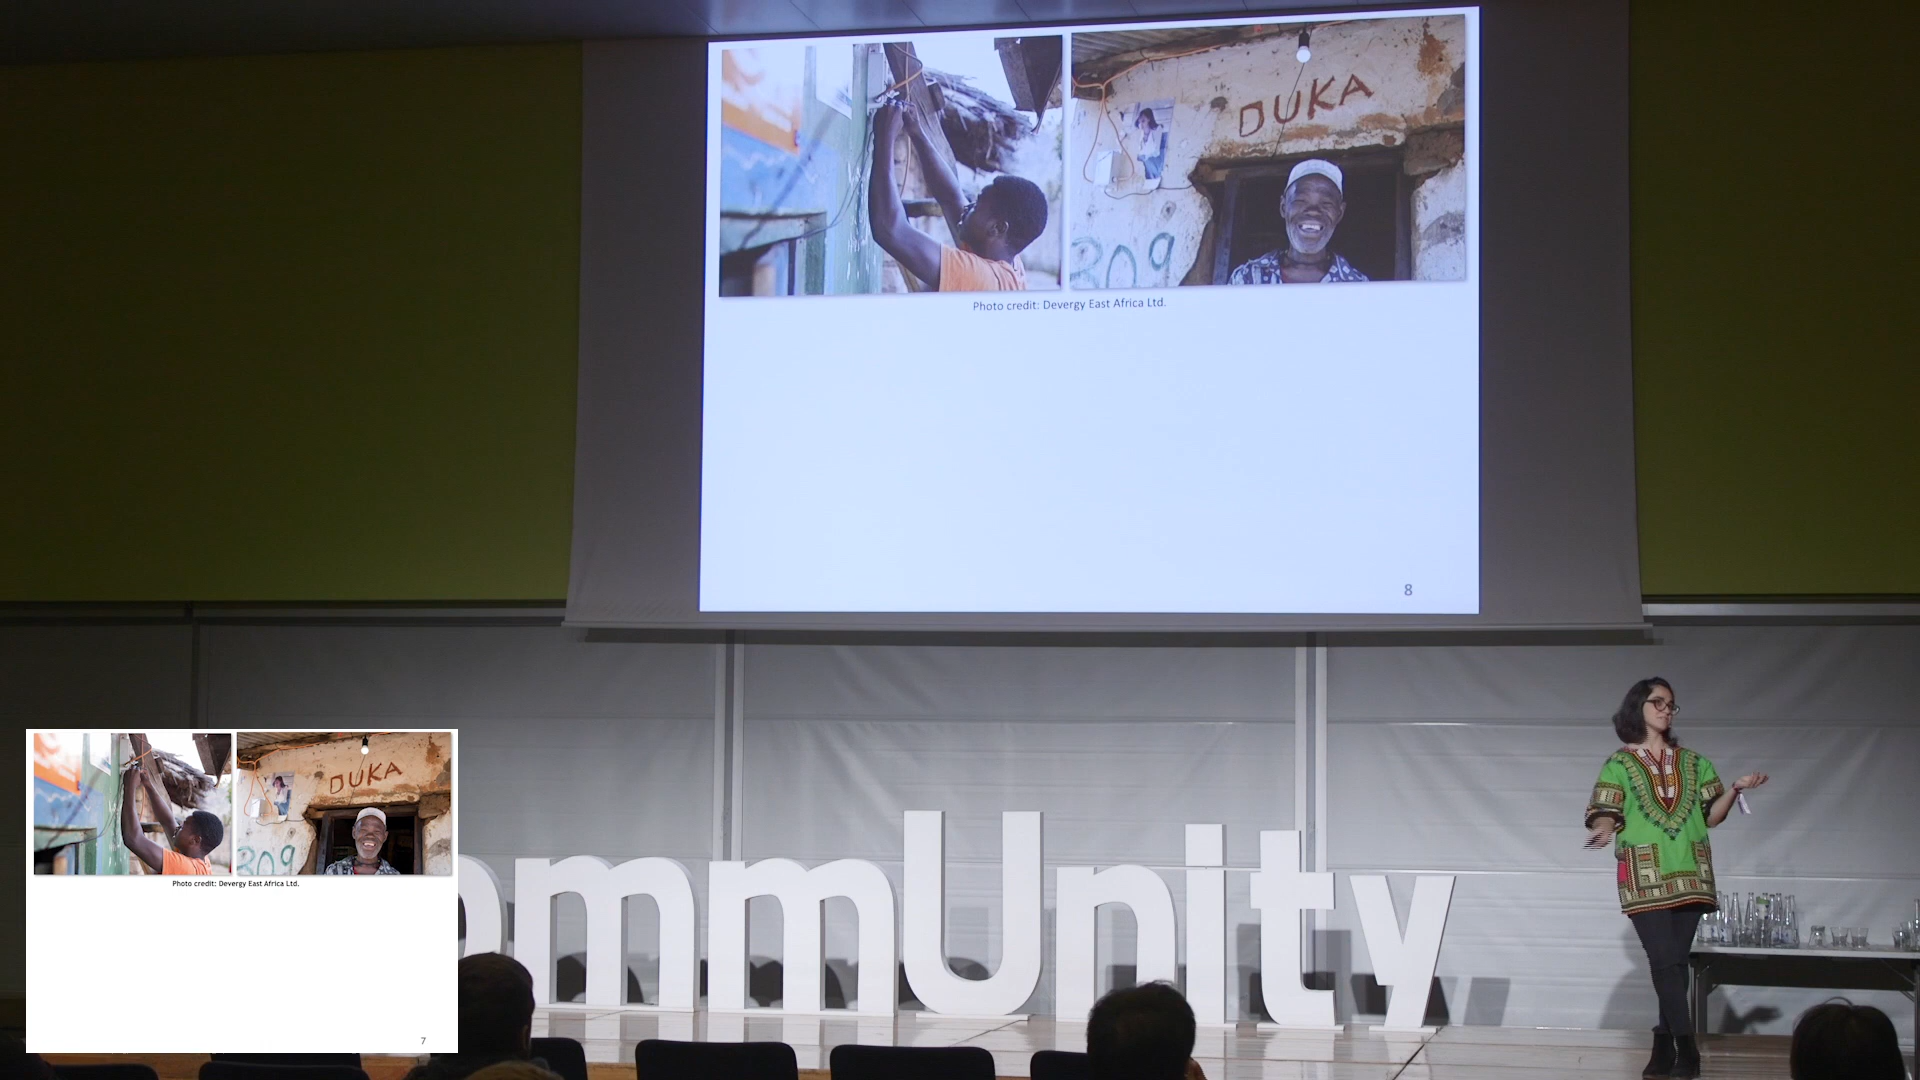 DUKA
309
Photo credit: Devergy East Africa Ltd.
8
DUKA
309
Photo credit: Devergy East Africa Ltd.
7
ommUnity